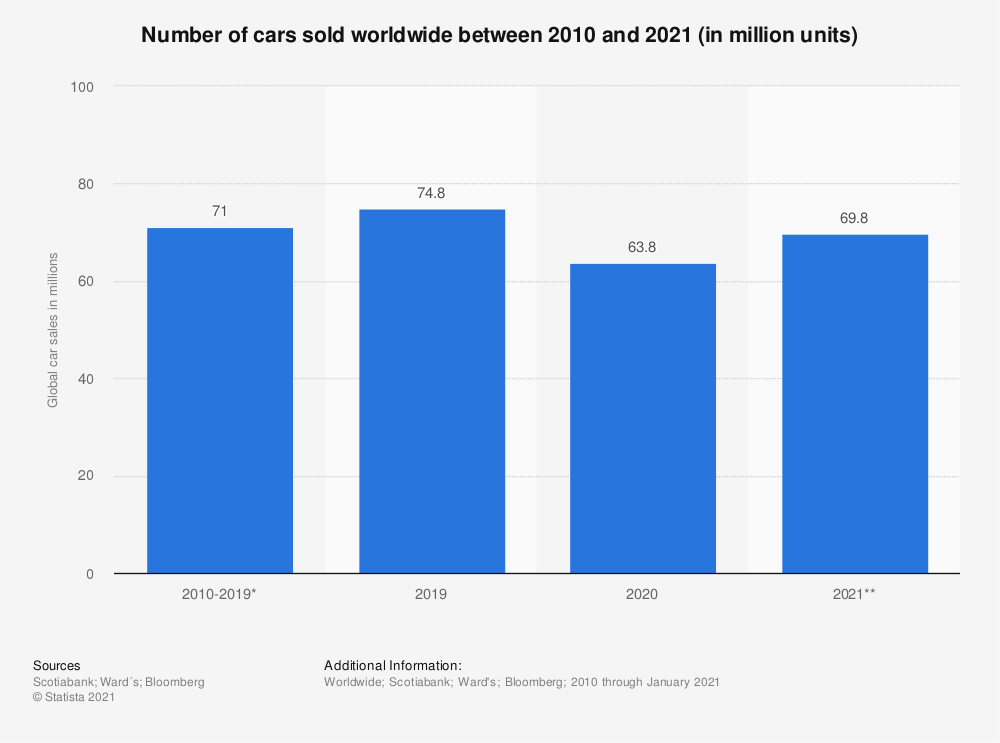 Number of cars sold worldwide between 2010 and 2021 (in million units)
100
80
60
40
20
0
Global car sales in millions
71
74.8
63.8
69.8
2010-2019*
2019
2020
2021**
Sources
Scotiabank; Ward´s; Bloomberg
© Statista 2021
Additional Information:
Worldwide; Scotiabank; Ward's; Bloomberg; 2010 through January 2021